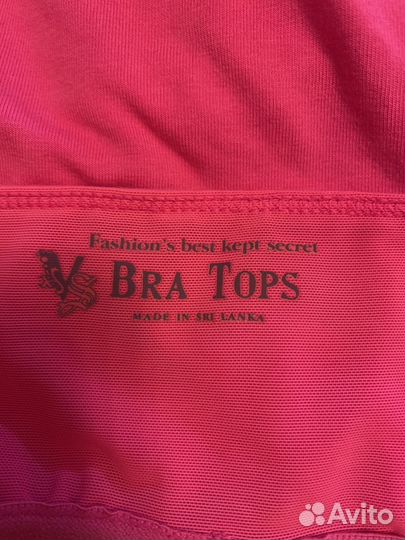 Fashion's best kept secret
VS BRA TOPS
MADE IN SRI LANKA
Avito